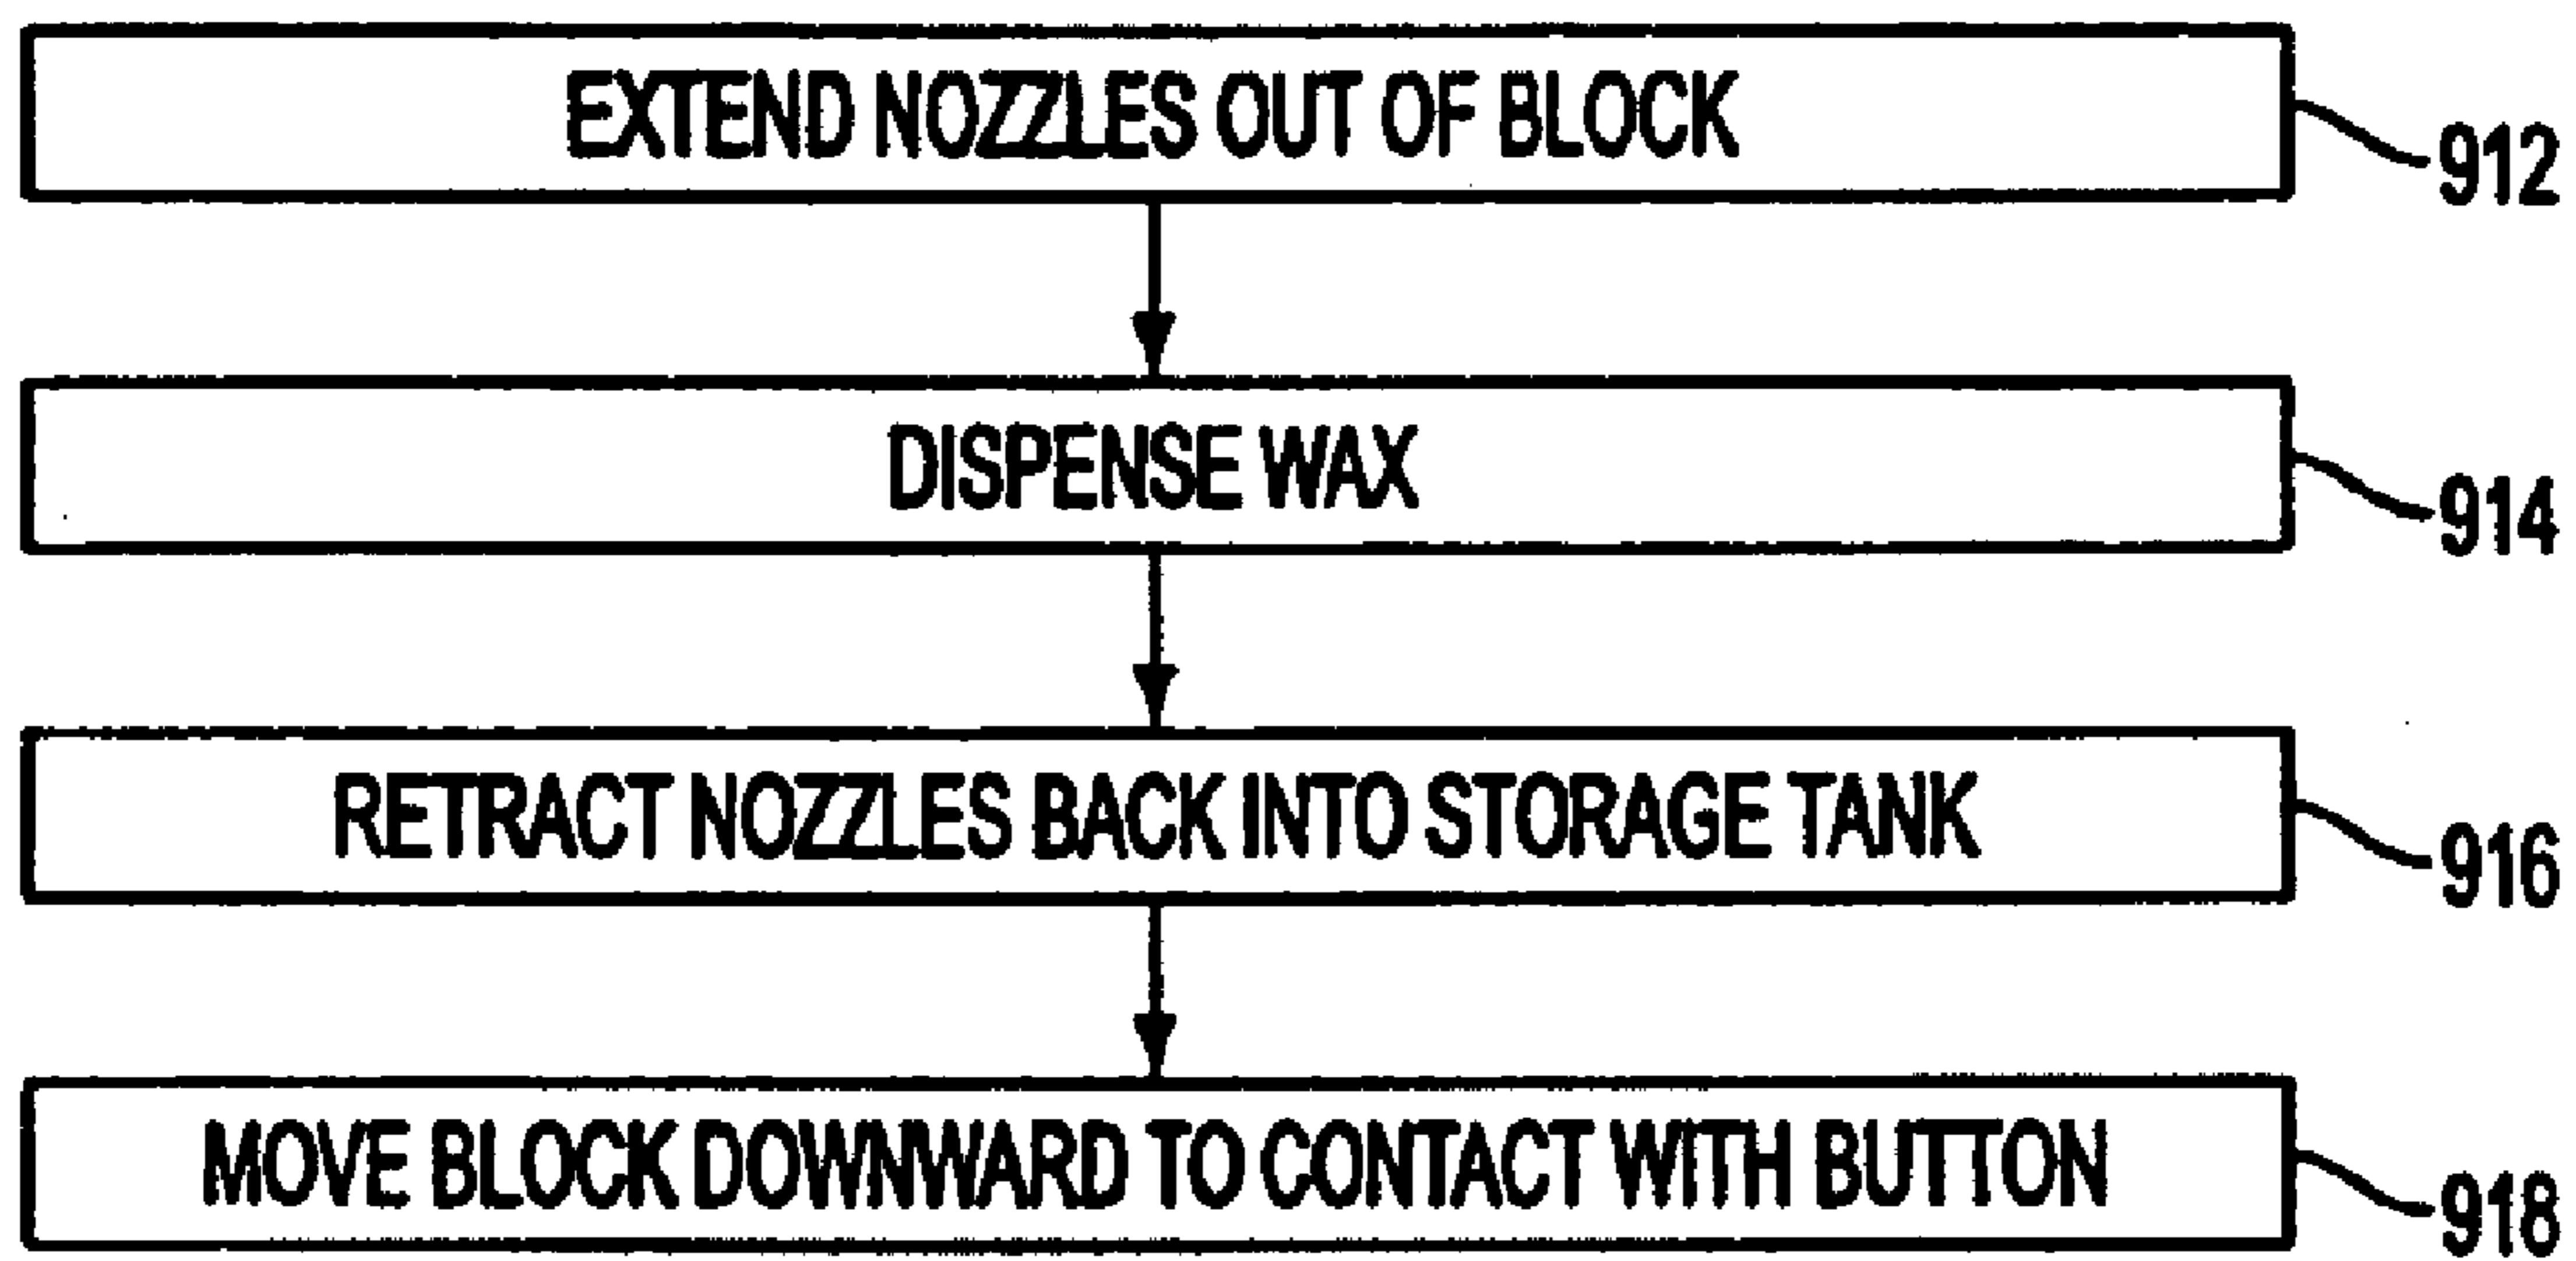 EXTEND NOZZLES OUT OF BLOCK
912
DISPENSE WAX
914
RETRACT NOZZLES BACK INTO STORAGE TANK
916
MOVE BLOCK DOWNWARD TO CONTACT WITH BUTTON
918